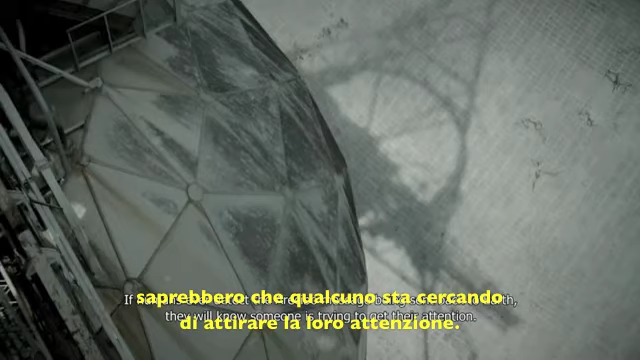 saprebbero che qualcuno sta cercando
di attirare la loro attenzione.
If
they will know someone is trying to get their attention.